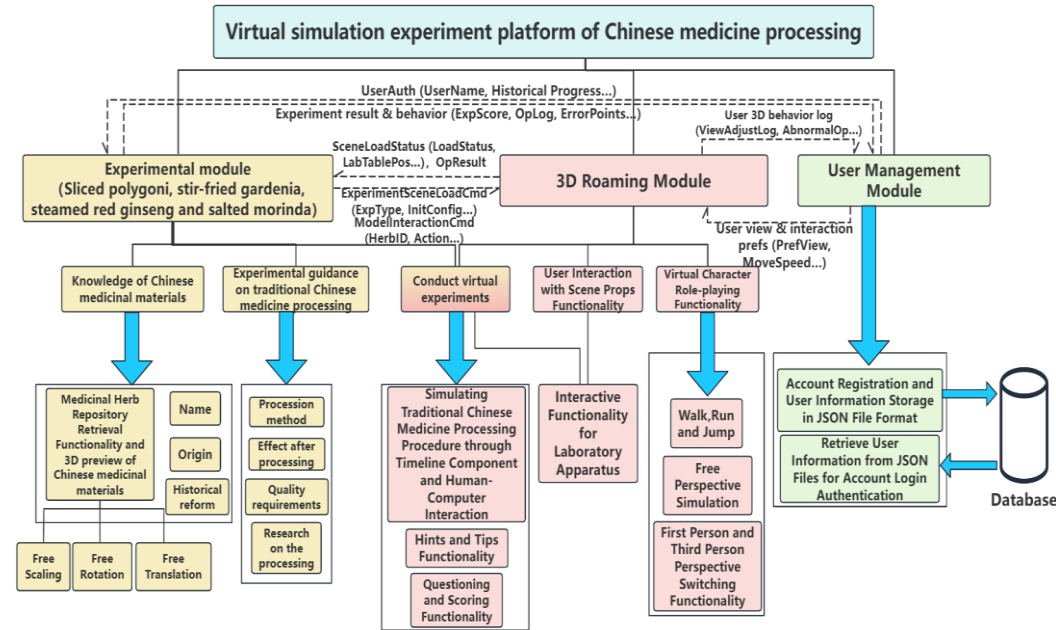 Virtual simulation experiment platform of Chinese medicine processing
UserAuth (UserName, Historical Progress...)
Experiment result & behavior (ExpScore, OpLog, ErrorPoints...)
User 3D behavior log
(ViewAdjustLog, AbnormalOp...)
SceneLoadStatus (LoadStatus,
LabTablePos...), OpResult
Experimental module
(Sliced polygoni, stir-fried gardenia,
steamed red ginseng and salted morinda)
3D Roaming Module
User Management
Module
ExperimentSceneLoadCmd
(ExpType, InitConfig...)
ModelInteractionCmd
(HerbID, Action...)
User view & interaction
prefs (PrefView,
MoveSpeed...)
Knowledge of Chinese
medicinal materials
Experimental guidance
on traditional Chinese
medicine processing
Conduct virtual
experiments
User Interaction
with Scene Props
Functionality
Virtual Character
Role-playing
Functionality
Medicinal Herb
Repository
Retrieval
Functionality and
3D preview of
Chinese medicinal
materials
Name
Origin
Historical
reform
Free
Scaling
Free
Rotation
Free
Translation
Procession
method
Effect after
processing
Quality
requirements
Research
on the
processing
Simulating
Traditional Chinese
Medicine Processing
Procedure through
Timeline Component
and Human-
Computer
Interaction
Hints and Tips
Functionality
Questioning
and Scoring
Functionality
Interactive
Functionality
for
Laboratory
Apparatus
Walk,Run
and Jump
Free
Perspective
Simulation
First Person and
Third Person
Perspective
Switching
Functionality
Account Registration and
User Information Storage
in JSON File Format
Retrieve User
Information from JSON
Files for Account Login
Authentication
Database